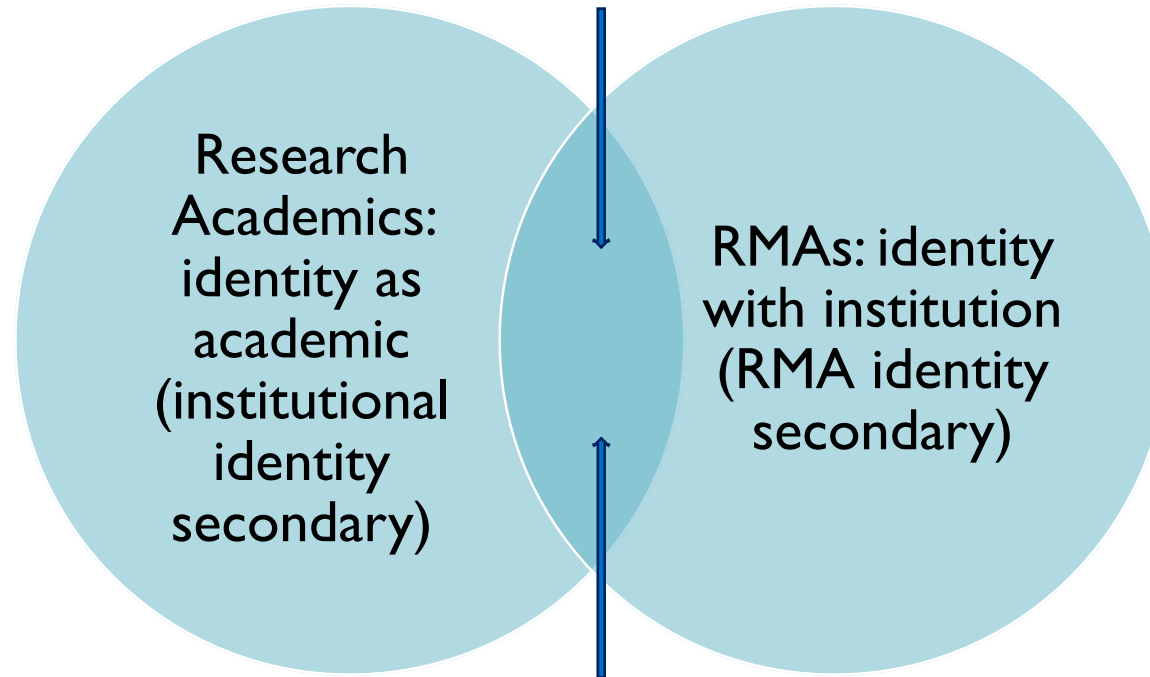 Research
Academics:
identity as
academic
(institutional
identity
secondary)
RMAs: identity
with institution
(RMA identity
secondary)